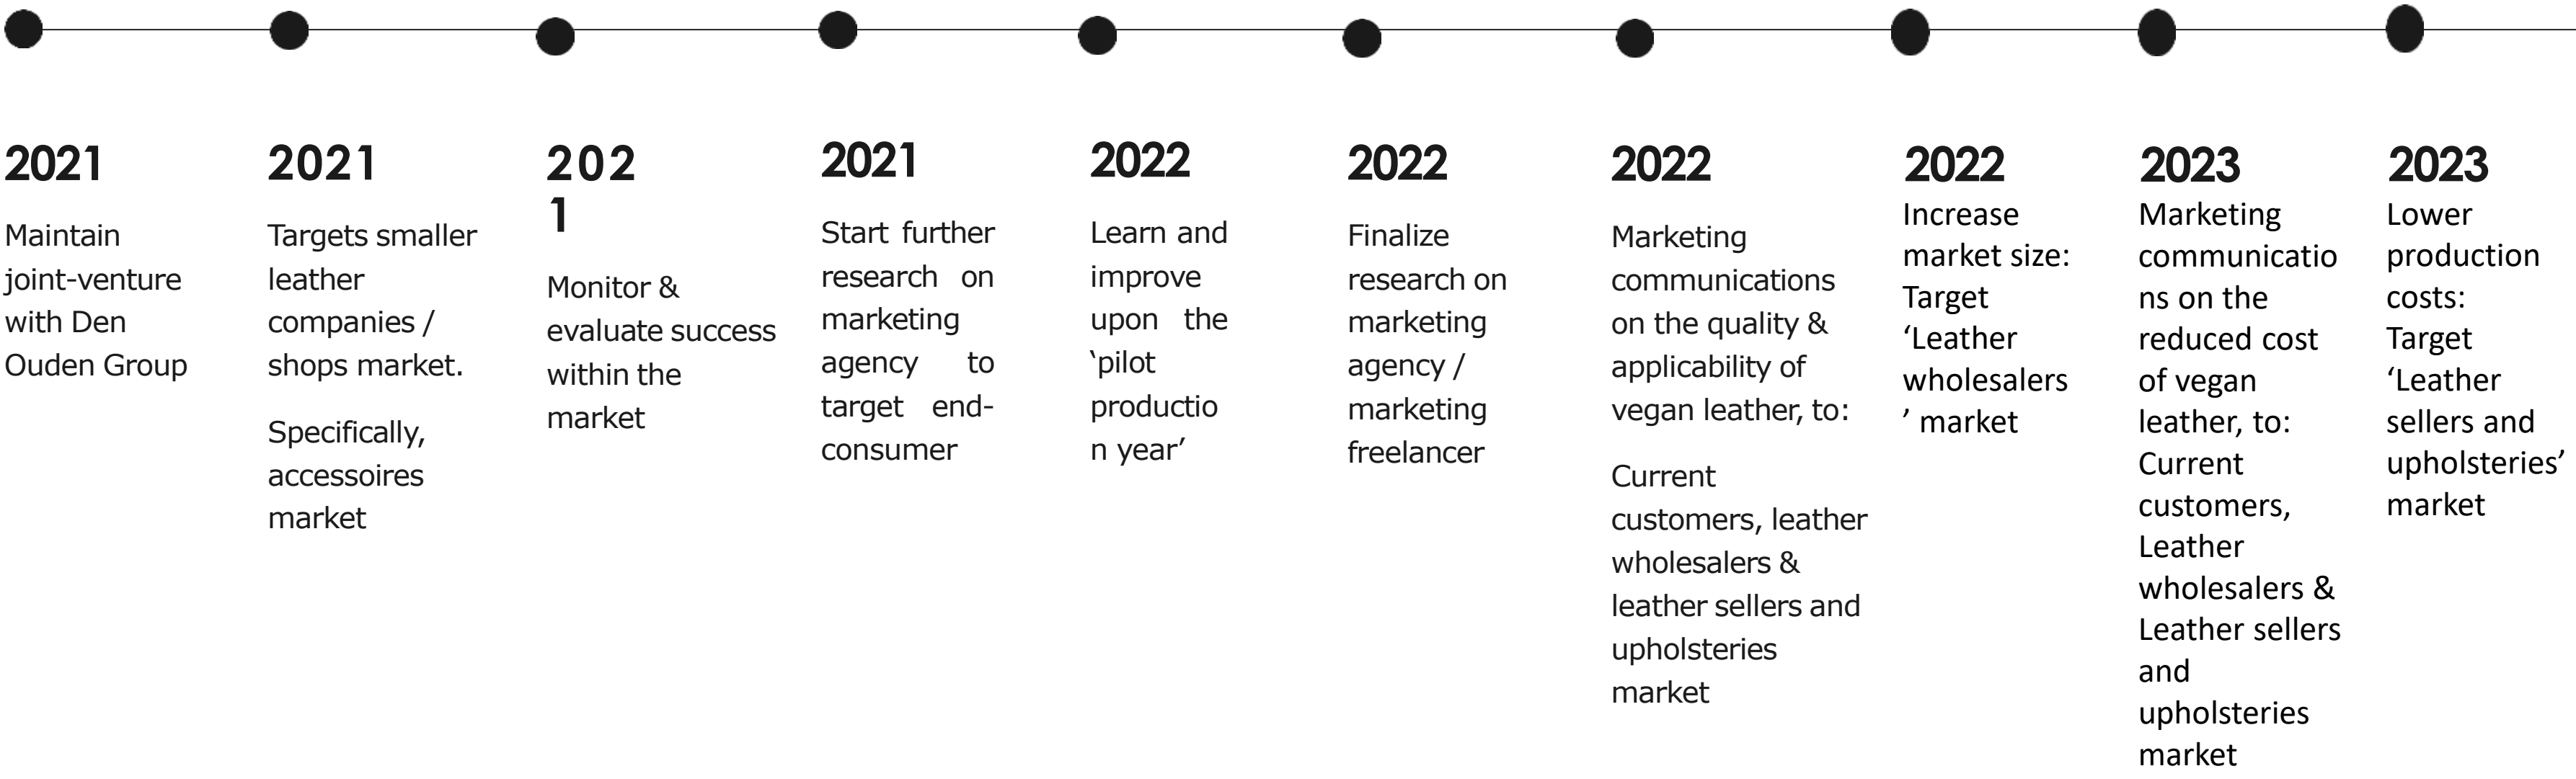 2021
Maintain
joint-venture
with Den
Ouden Group
2021
Targets smaller
leather
companies /
shops market.
Specifically,
accessoires
market
202
1
Monitor &
evaluate success
within the
market
2021
Start further
research on
marketing
agency to
target end-
consumer
2022
Learn and
improve
upon the
‘pilot
productio
n year’
2022
Finalize
research on
marketing
agency /
marketing
freelancer
2022
Marketing
communications
on the quality &
applicability of
vegan leather, to:
Current
customers, leather
wholesalers &
leather sellers and
upholsteries
market
2022
Increase
market size:
Target
‘Leather
wholesalers
’ market
2023
Marketing
communicatio
ns on the
reduced cost
of vegan
leather, to:
Current
customers,
Leather
wholesalers &
Leather sellers
and
upholsteries
market
2023
Lower
production
costs:
Target
‘Leather
sellers and
upholsteries’
market